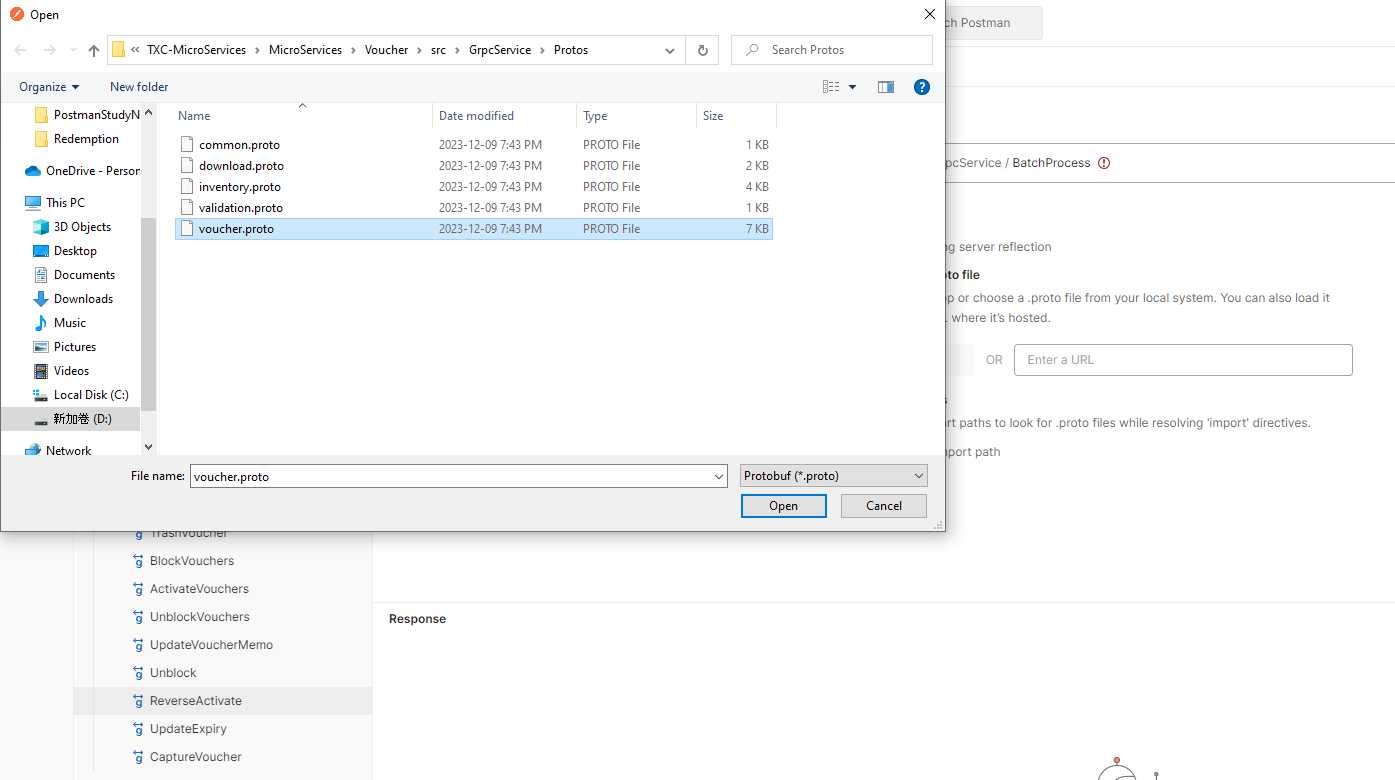 Open
ch Postman
« TXC-MicroServices › MicroServices › Voucher › src › GrpcService › Protos
Search Protos
Organize
New folder
PostmanStudyN
Redemption
OneDrive - Person
This PC
3D Objects
Desktop
Documents
Downloads
Music
Pictures
Videos
Local Disk (C:)
新加卷 (D:)
Network
Name Date modified Type Size
common.proto 2023-12-09 7:43 PM PROTO File 1 KB
download.proto 2023-12-09 7:43 PM PROTO File 2 KB
inventory.proto 2023-12-09 7:43 PM PROTO File 4 KB
validation.proto 2023-12-09 7:43 PM PROTO File 1 KB
voucher.proto 2023-12-09 7:43 PM PROTO File 7 KB
File name: voucher.proto
Protobuf (*.proto)
Open
Cancel
pcService / BatchProcess
ng server reflection
oto file
p or choose a .proto file from your local system. You can also load it
where it's hosted.
OR
Enter a URL
s
rt paths to look for .proto files while resolving 'import' directives.
mport path
TrashVoucher
BlockVouchers
ActivateVouchers
UnblockVouchers
UpdateVoucherMemo
Unblock
ReverseActivate
UpdateExpiry
CaptureVoucher
Response